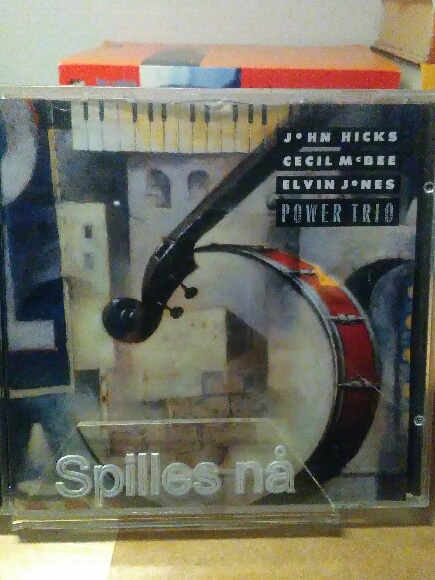 JOHN HICKS
CECIL McBEE
ELVIN JONES
POWER TRIO
Spilles nå